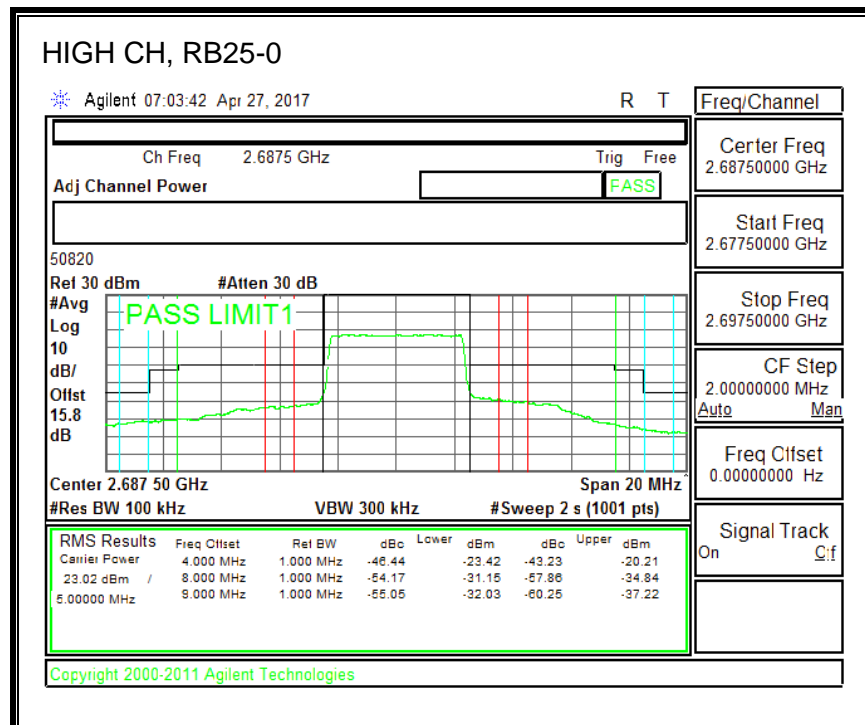 HIGH CH, RB25-0
Agilent 07:03:42 Apr 27, 2017 R T
Freq/Channel
Ch Freq 2.6875 GHz Trig Free
Adj Channel Power PASS
Center Freq
2.68750000 GHz
Start Freq
2.67750000 GHz
Stop Freq
2.69750000 GHz
CF Step
2.00000000 MHz
Auto Man
Freq Offset
0.00000000 Hz
Signal Track
On Off
50820
Ref 30 dBm #Atten 30 dB
#Avg
Log
10
dB/
Offst
15.8
dB
PASS LIMIT1
Center 2.687 50 GHz Span 20 MHz
#Res BW 100 kHz VBW 300 kHz #Sweep 2 s (1001 pts)
RMS Results Freq Offset Ref BW dBc Lower dBm dBc Upper dBm
Carrier Power 4.000 MHz 1.000 MHz -46.44 -23.42 -43.23 -20.21
23.02 dBm / 8.000 MHz 1.000 MHz -54.17 -31.15 -57.86 -34.84
5.00000 MHz 9.000 MHz 1.000 MHz -55.05 -32.03 -60.25 -37.22
Copyright 2000-2011 Agilent Technologies